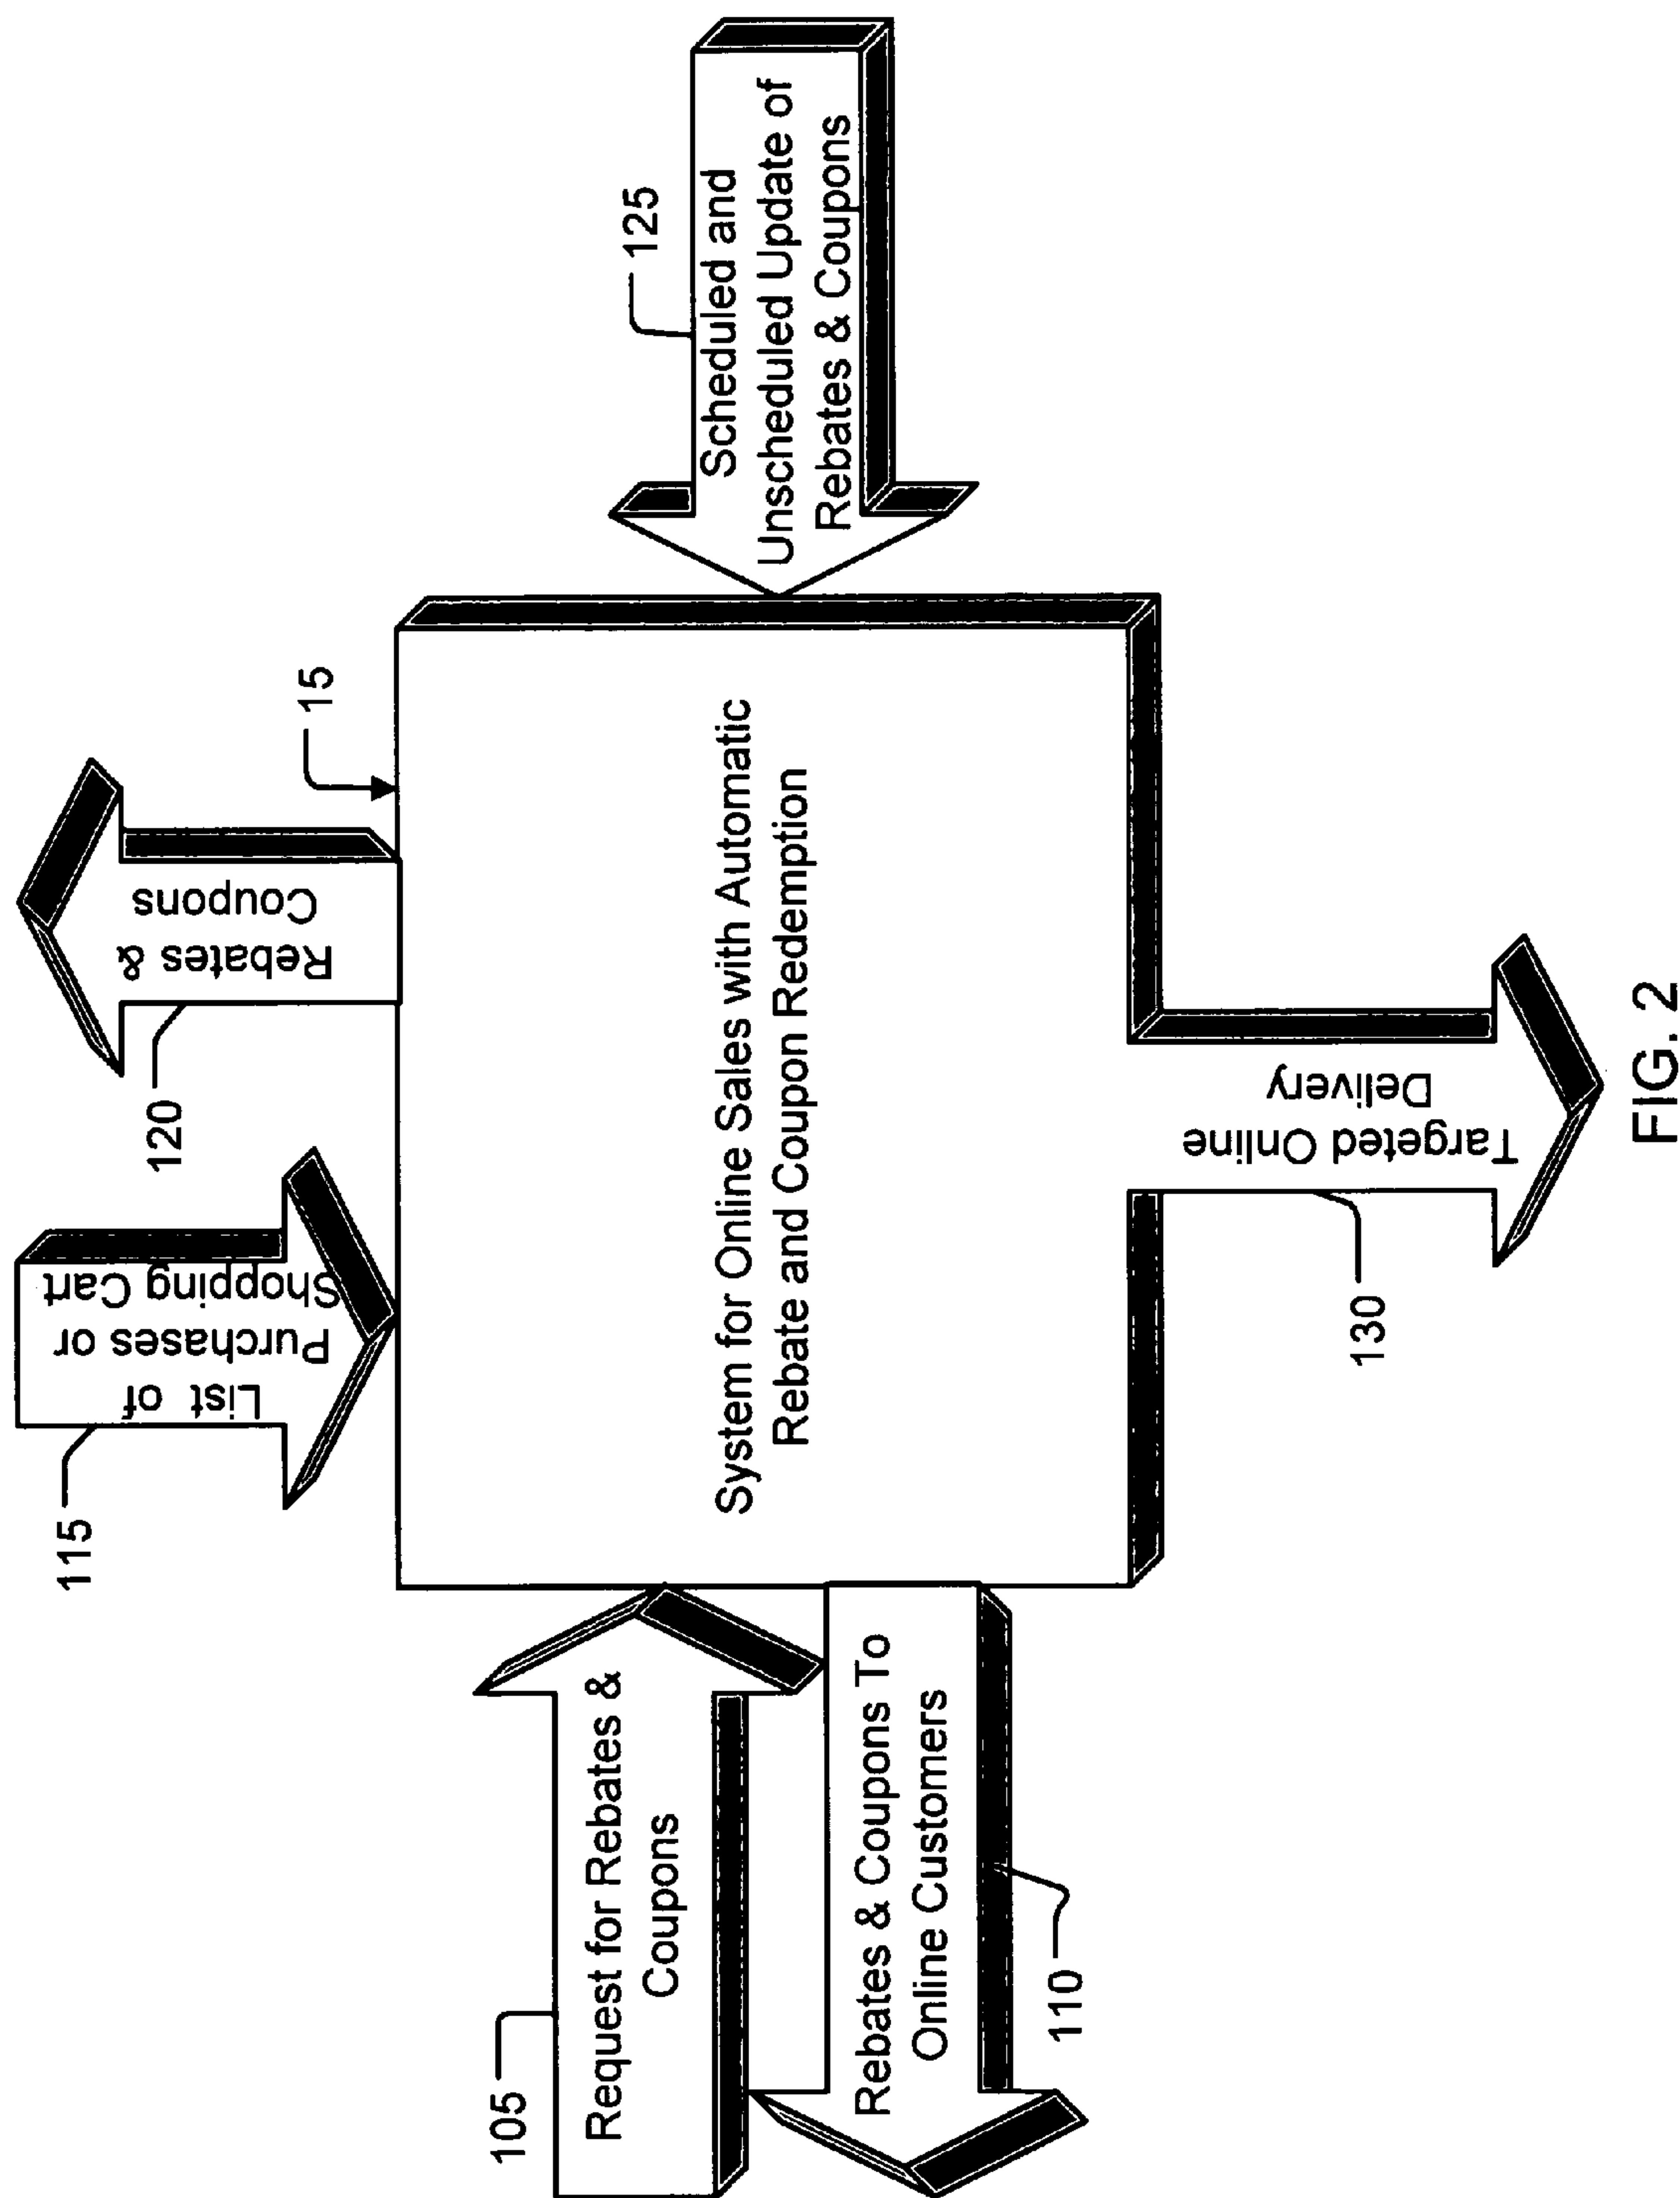 115
List of
Purchases or
Shopping Cart
120
Rebates &
Coupons
15
105
Request for Rebates &
Coupons
System for Online Sales with Automatic
Rebate and Coupon Redemption
125
Scheduled and
Unscheduled Update of
Rebates & Coupons
Rebates & Coupons To
Online Customers
110
130
Targeted Online
Delivery
FIG. 2